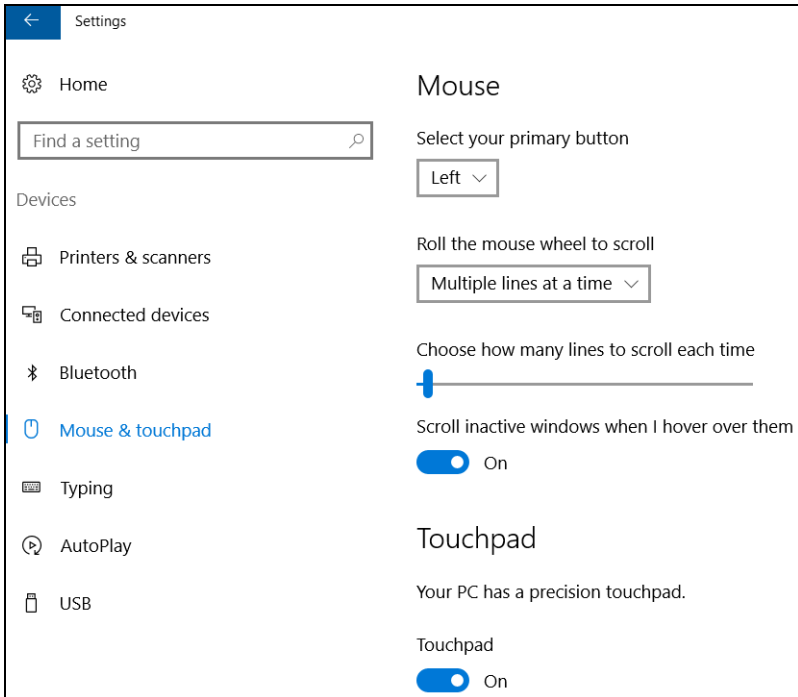 Settings
Home
Find a setting
Devices
Printers & scanners
Connected devices
Bluetooth
Mouse & touchpad
Typing
AutoPlay
USB
Mouse
Select your primary button
Left
Roll the mouse wheel to scroll
Multiple lines at a time
Choose how many lines to scroll each time
Scroll inactive windows when I hover over them
On
Touchpad
Your PC has a precision touchpad.
Touchpad
On